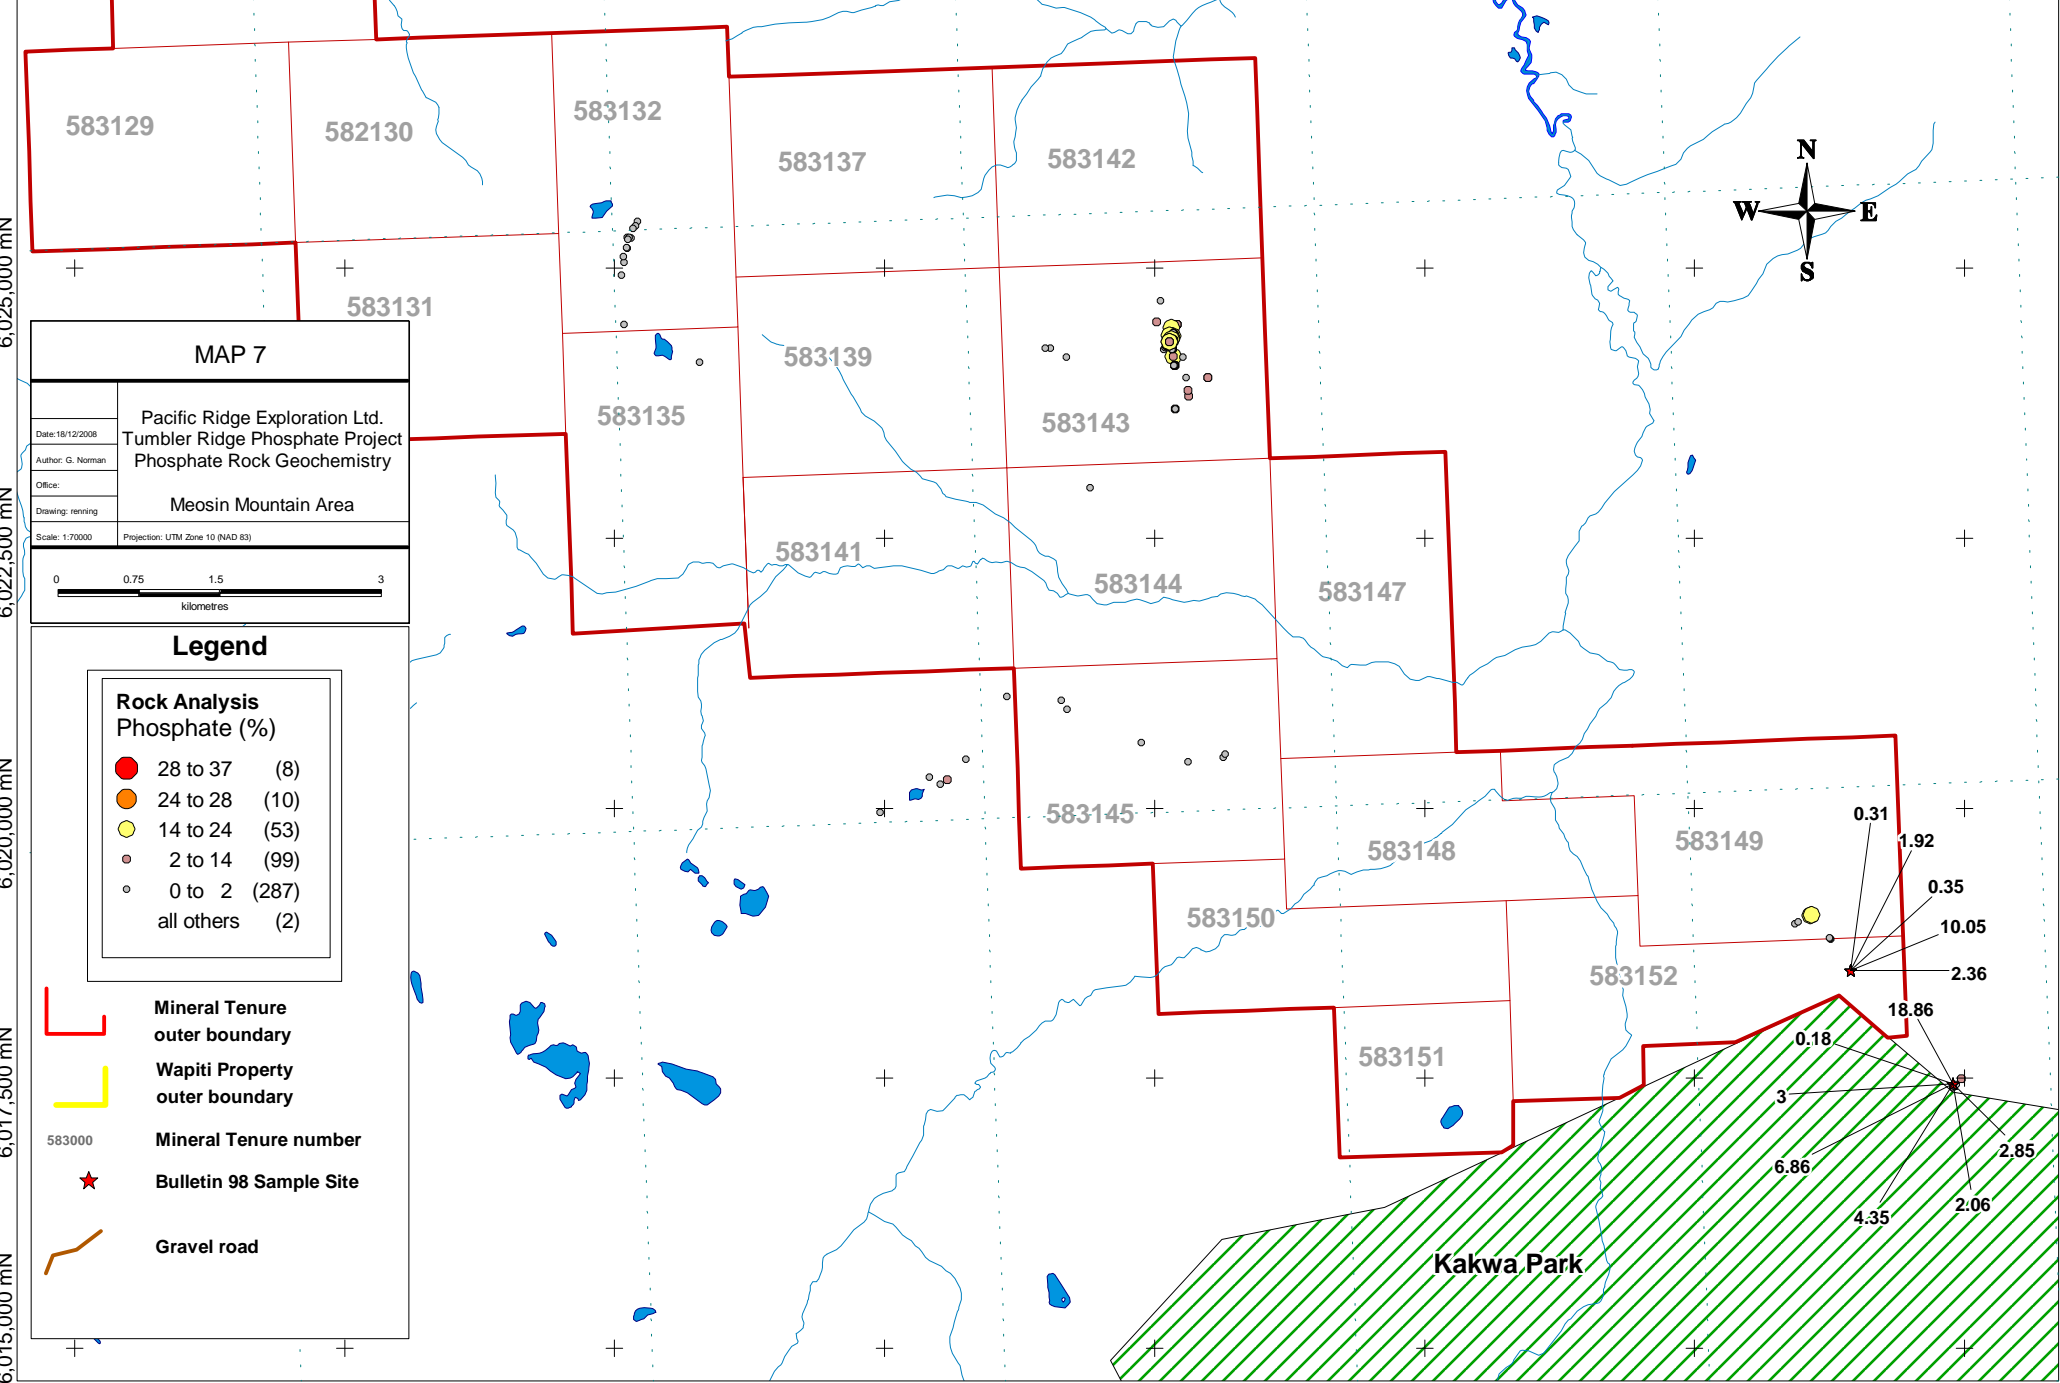 583129
582130
583132
583137
583142
N
W
E
S
583131
583139
583135
583143
583141
583144
583147
583145
583148
583149
583150
583152
583151
6,025,000 mN
6,022,500 mN
6,020,000 mN
6,017,500 mN
6,015,000 mN
MAP 7
Date:18/12/2008
Author: G. Norman
Office:
Drawing: renning
Scale: 1:70000
Pacific Ridge Exploration Ltd.
Tumbler Ridge Phosphate Project
Phosphate Rock Geochemistry
Meosin Mountain Area
Projection: UTM Zone 10 (NAD 83)
0 0.75 1.5 3
kilometres
Legend
Rock Analysis
Phosphate (%)
28 to 37 (8)
24 to 28 (10)
14 to 24 (53)
2 to 14 (99)
0 to 2 (287)
all others (2)
Mineral Tenure
outer boundary
Wapiti Property
outer boundary
583000 Mineral Tenure number
Bulletin 98 Sample Site
Gravel road
0.31
1.92
0.35
10.05
2.36
18.86
0.18
3
6.86
4.35
2.06
2.85
Kakwa Park